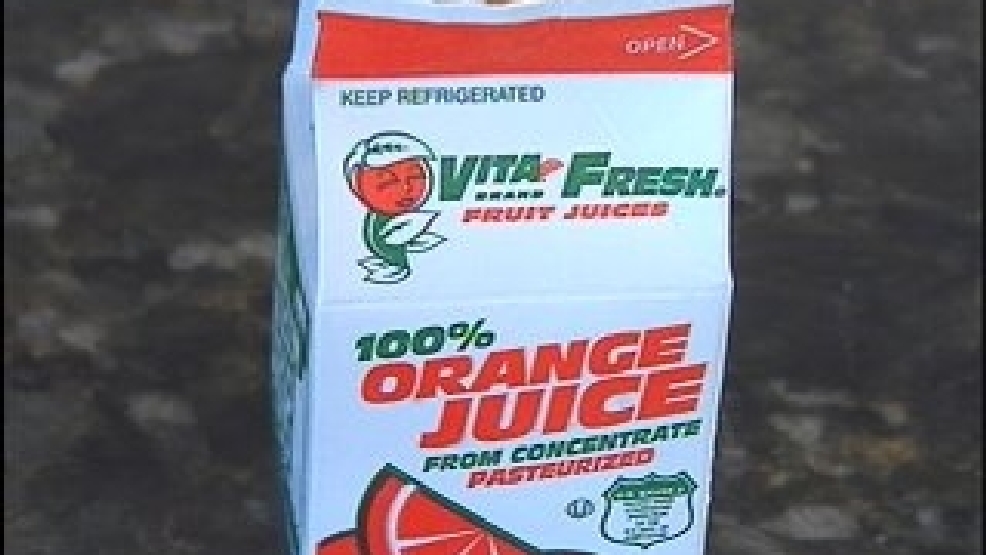 OPEN
KEEP REFRIGERATED
VITA FRESH.
BRAND
FRUIT JUICES
100%
ORANGE
JUICE
FROM CONCENTRATE
PASTEURIZED
U